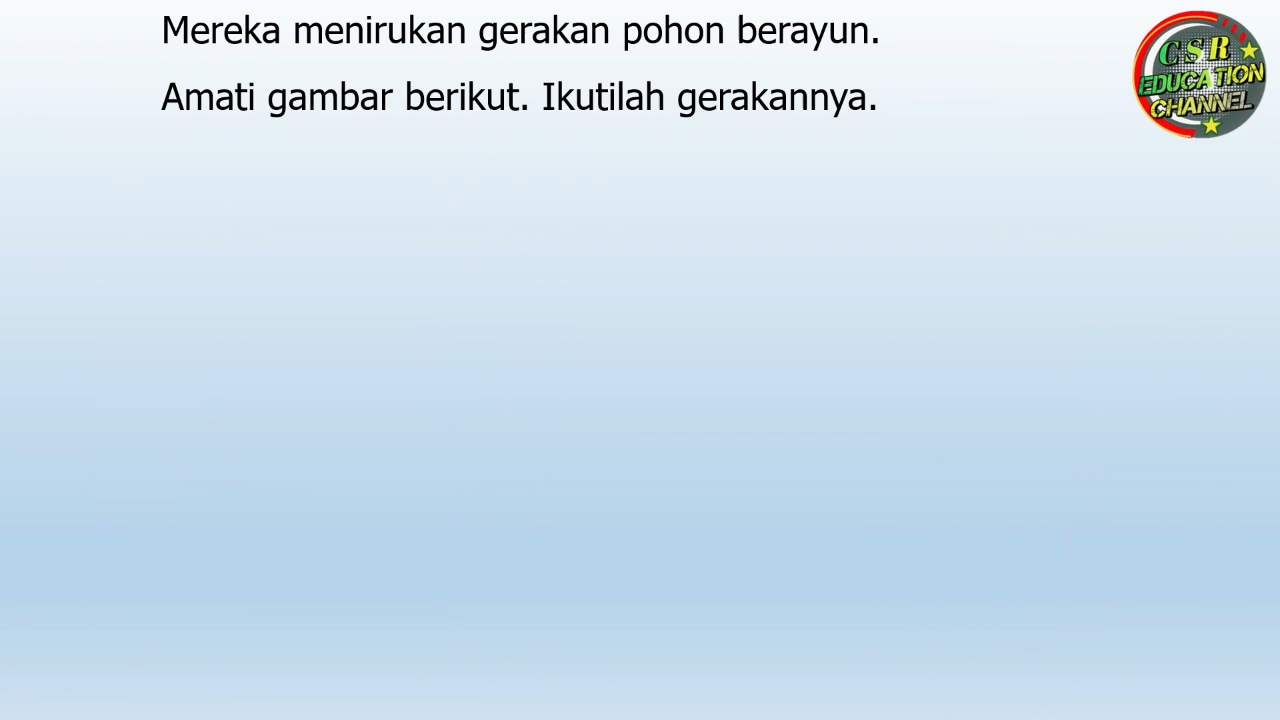 Mereka menirukan gerakan pohon berayun.
Amati gambar berikut. Ikutilah gerakannya.
CSR
EDUCATION
CHANNEL